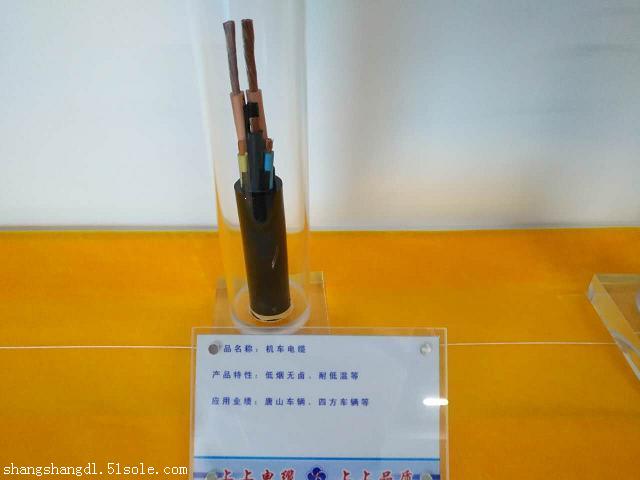 产品名称：机车电缆
产品特性：低烟无卤、耐低温等
应用业绩：唐山车辆、四方车辆等
上上电缆 上上品质
shangshangdl.51sole.com